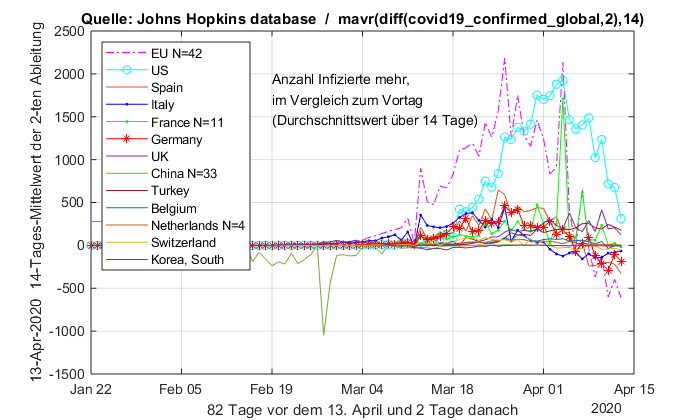 Quelle: Johns Hopkins database / mavr(diff(covid19_confirmed_global,2),14)
13-Apr-2020 14-Tages-Mittelwert der 2-ten Ableitung
2500
2000
1500
1000
500
0
-500
-1000
-1500
EU N=42
US
Spain
Italy
France N=11
Germany
UK
China N=33
Turkey
Belgium
Netherlands N=4
Switzerland
Korea, South
Anzahl Infizierte mehr,
im Vergleich zum Vortag
(Durchschnittswert über 14 Tage)
Jan 22 Feb 05 Feb 19 Mar 04 Mar 18 Apr 01 Apr 15
2020
82 Tage vor dem 13. April und 2 Tage danach